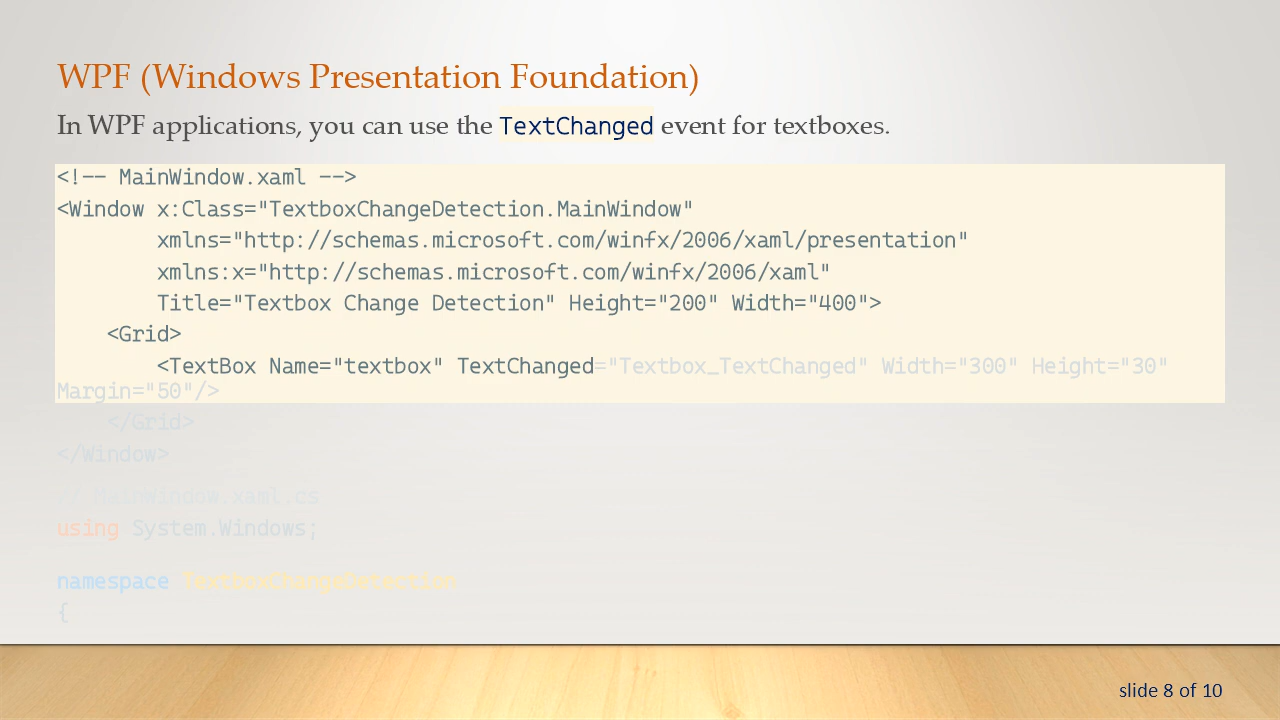 WPF (Windows Presentation Foundation)
In WPF applications, you can use the TextChanged event for textboxes.
<!-- MainWindow.xaml -->
<Window x:Class="TextboxChangeDetection.MainWindow"
        xmlns="http://schemas.microsoft.com/winfx/2006/xaml/presentation"
        xmlns:x="http://schemas.microsoft.com/winfx/2006/xaml"
        Title="Textbox Change Detection" Height="200" Width="400">
    <Grid>
        <TextBox Name="textbox" TextChanged="Textbox_TextChanged" Width="300" Height="30"
Margin="50"/>
    </Grid>
</Window>
// MainWindow.xaml.cs
using System.Windows;
namespace TextboxChangeDetection
{
slide 8 of 10